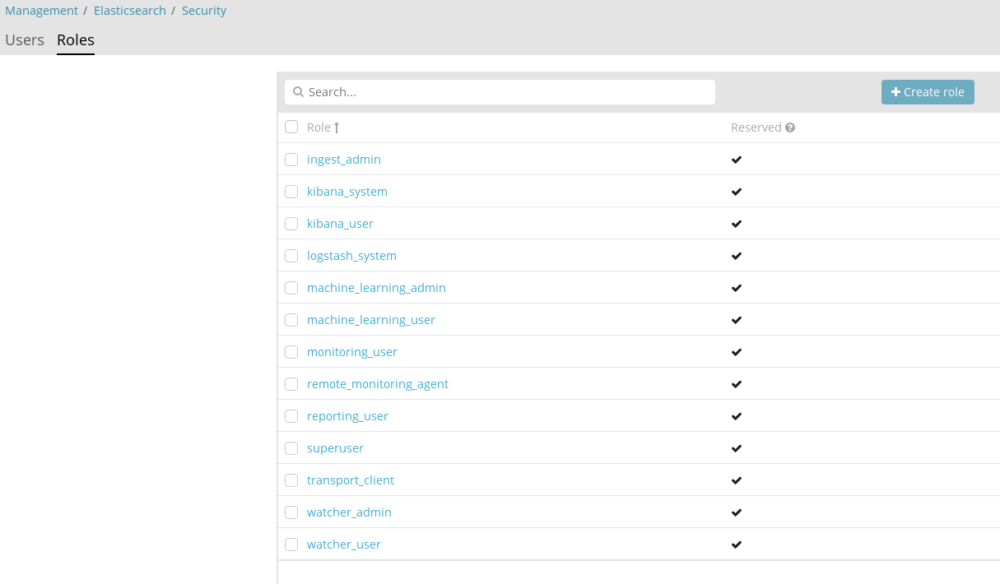 Management / Elasticsearch / Security
Users Roles
Search...
Create role
Role Reserved
ingest_admin
kibana_system
kibana_user
logstash_system
machine_learning_admin
machine_learning_user
monitoring_user
remote_monitoring_agent
reporting_user
superuser
transport_client
watcher_admin
watcher_user